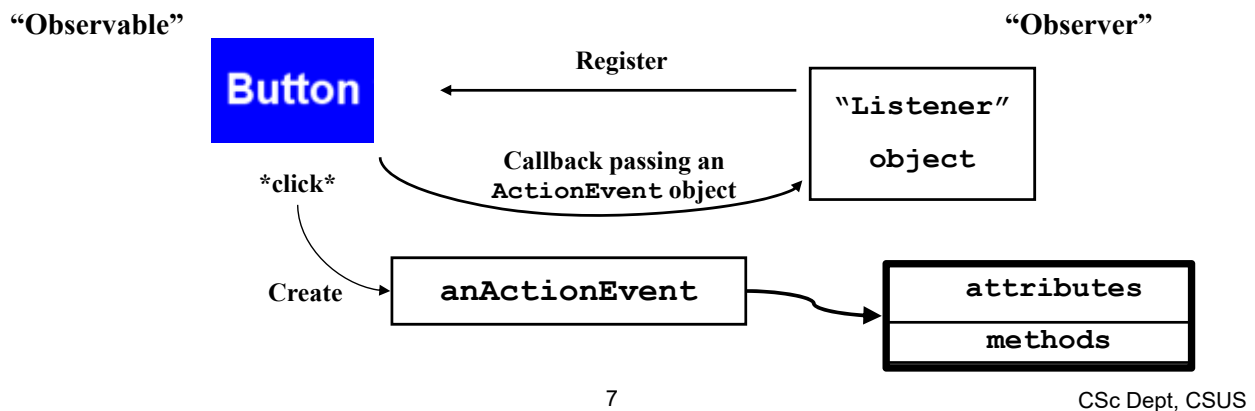 “Observable”
“Observer”
Button
Register
“Listener”
object
Callback passing an
ActionEvent object
*click*
Create
anActionEvent
attributes
methods
7
CSc Dept, CSUS